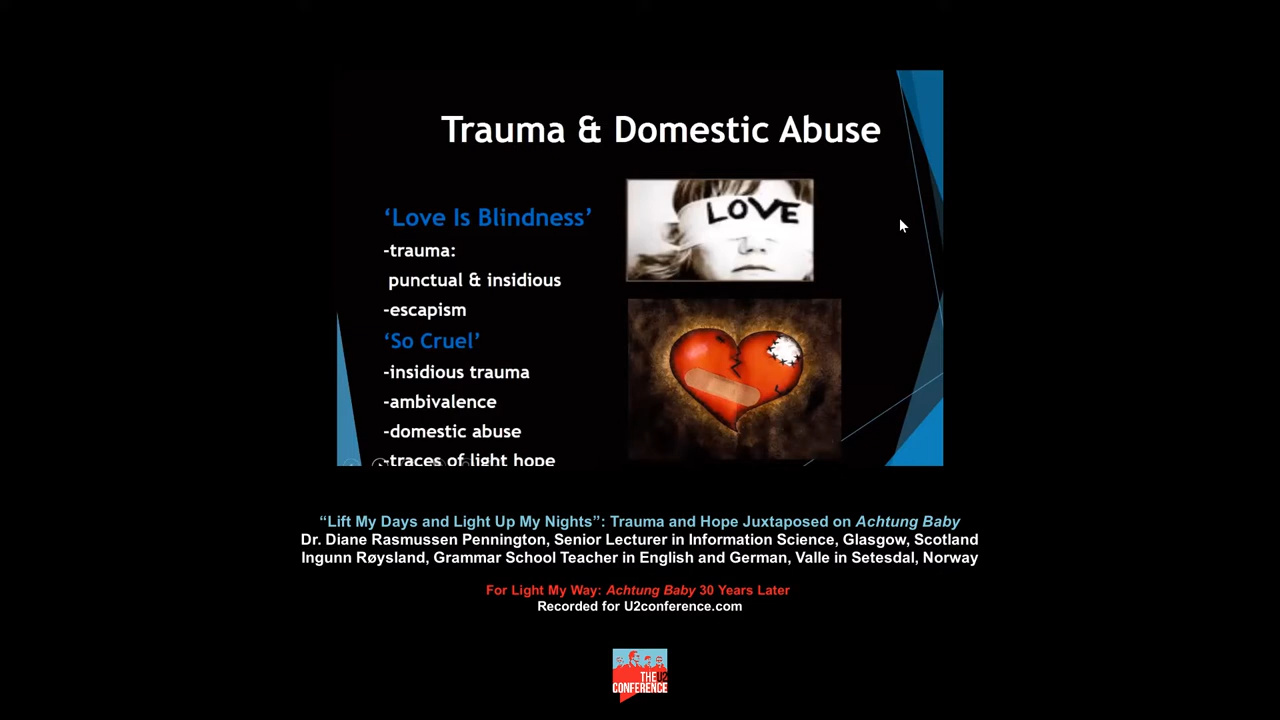 Trauma & Domestic Abuse
‘Love Is Blindness’
-trauma:
punctual & insidious
-escapism
‘So Cruel’
-insidious trauma
-ambivalence
-domestic abuse
-traces of light hope
LOVE
“Lift My Days and Light Up My Nights”: Trauma and Hope Juxtaposed on Achtung Baby
Dr. Diane Rasmussen Pennington, Senior Lecturer in Information Science, Glasgow, Scotland
Ingunn Røysland, Grammar School Teacher in English and German, Valle in Setesdal, Norway
For Light My Way: Achtung Baby 30 Years Later
Recorded for U2conference.com
THE U2
CONFERENCE